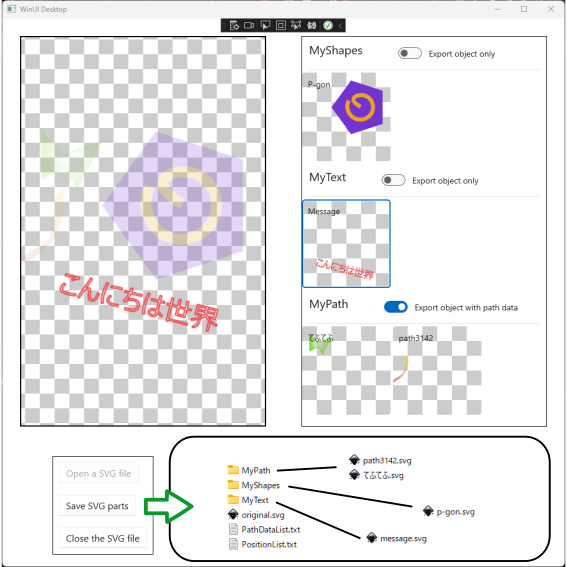 WinUI Desktop
こんにちは世界
MyShapes
Export object only
P-gon
MyText
Export object only
Message
こんにちは世界
MyPath
Export object with path data
てふてふ
path3142
Open a SVG file
Save SVG parts
Close the SVG file
MyPath
MyShapes
MyText
original.svg
PathDataList.txt
PositionList.txt
path3142.svg
てふてふ.svg
p-gon.svg
message.svg